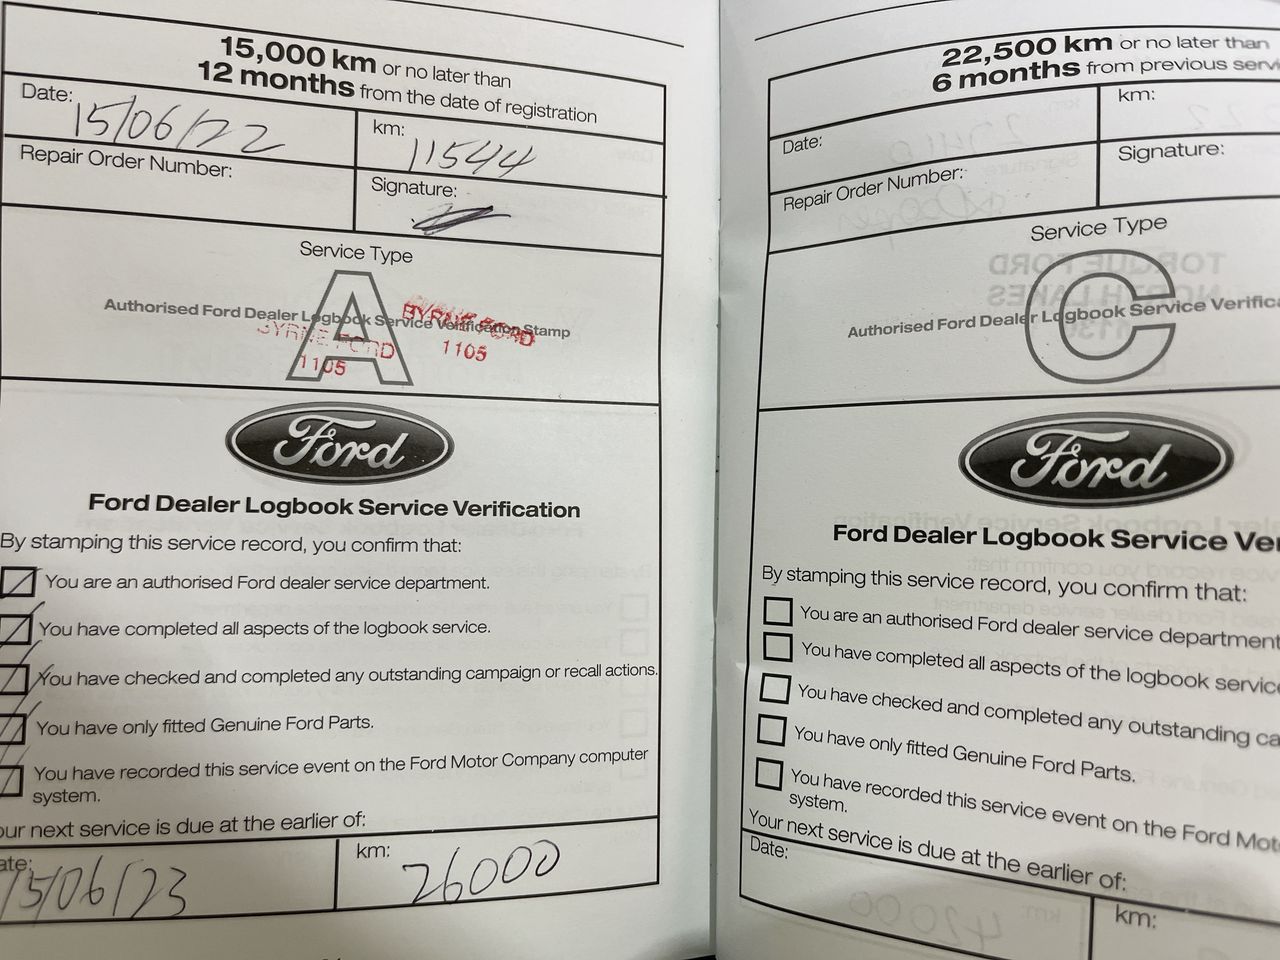 15,000 km or no later than
12 months from the date of registration
Date: 15/06/22
km: 11544
Repair Order Number:
Signature:
Service Type
A
Authorised Ford Dealer Logbook Service Verification Stamp
BYRNE FORD
1105
BYRNE FORD
1105
Ford
Ford Dealer Logbook Service Verification
By stamping this service record, you confirm that:
You are an authorised Ford dealer service department.
You have completed all aspects of the logbook service.
You have checked and completed any outstanding campaign or recall actions.
You have only fitted Genuine Ford Parts.
You have recorded this service event on the Ford Motor Company computer
system.
our next service is due at the earlier of:
ate: 15/06/23
km: 26000
22,500 km or no later than
6 months from previous servi
Date:
km:
Repair Order Number:
Signature:
Service Type
C
Authorised Ford Dealer Logbook Service Verifica
TORQUE FORD
NORTH LAKES
Ford
Ford Dealer Logbook Service Ve
By stamping this service record, you confirm that:
You are an authorised Ford dealer service department
You have completed all aspects of the logbook service
You have checked and completed any outstanding ca
You have only fitted Genuine Ford Parts.
You have recorded this service event on the Ford Mot
system.
Your next service is due at the earlier of:
Date:
km:
42000